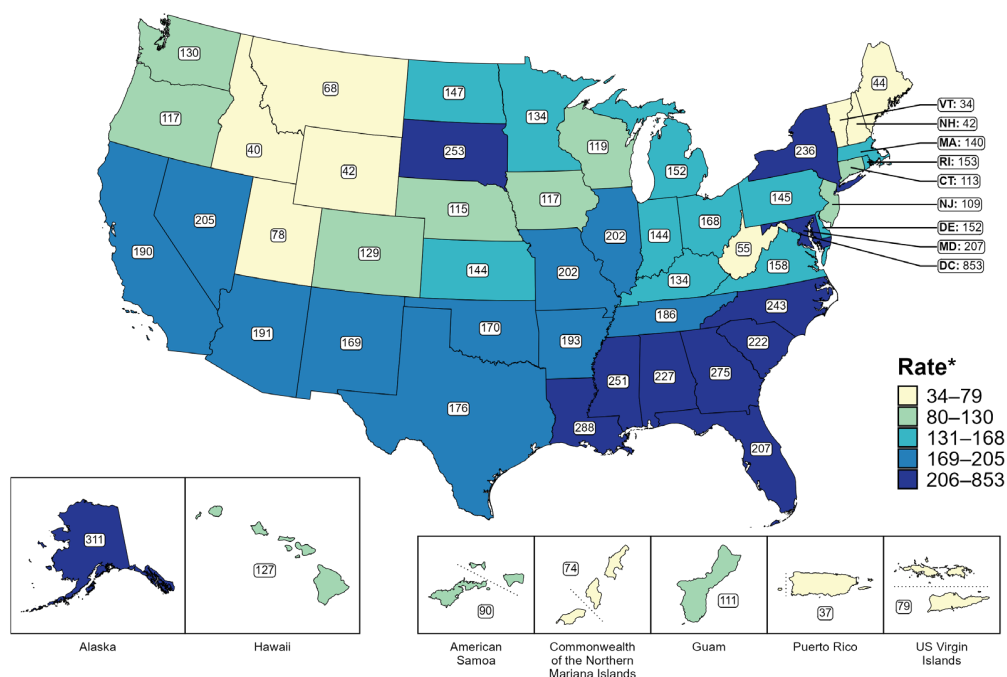 130
117
68
40
42
147
253
134
119
152
44
VT: 34
NH: 42
MA: 140
RI: 153
CT: 113
NJ: 109
DE: 152
MD: 207
DC: 853
236
145
115
117
190
205
78
129
144
202
202
144
168
55
158
134
191
169
170
193
186
243
222
176
288
251
227
275
207
Rate*
34–79
80–130
131–168
169–205
206–853
311
127
90
74
111
37
79
Alaska
Hawaii
American
Samoa
Commonwealth
of the Northern
Mariana Islands
Guam
Puerto Rico
US Virgin
Islands